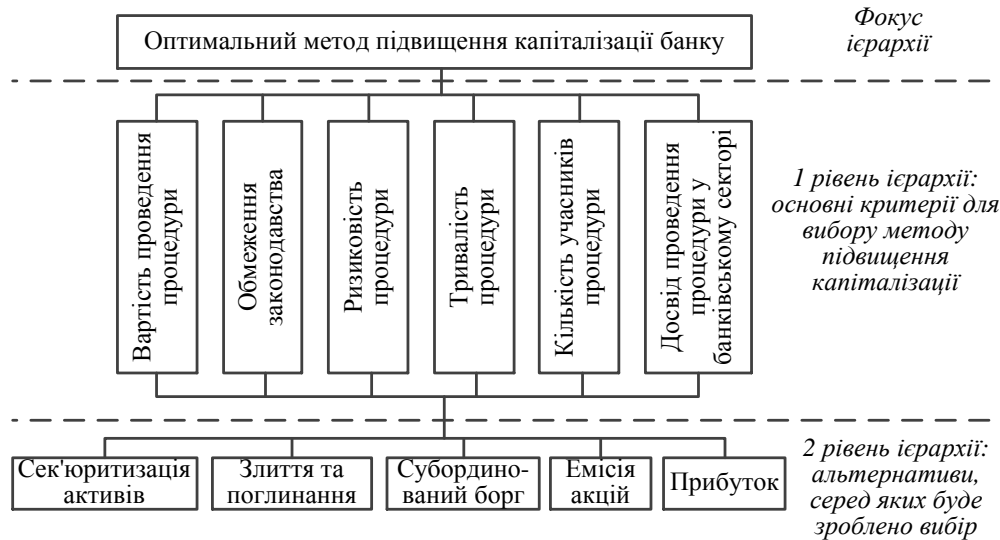 Фокус
ієрархії
Оптимальний метод підвищення капіталізації банку
Вартість проведення
процедури
Обмеження
законодавства
Ризиковість
процедури
Тривалість
процедури
Кількість учасників
процедури
Досвід проведення
процедури у
банківському секторі
1 рівень ієрархії:
основні критерії для
вибору методу
підвищення
капіталізації
Сек'юритизація
активів
Злиття та
поглинання
Субордино-
ваний борг
Емісія
акцій
Прибуток
2 рівень ієрархії:
альтернативи,
серед яких буде
зроблено вибір